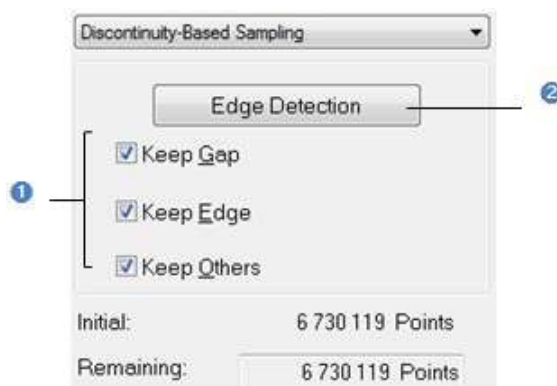 Discontinuity-Based Sampling
Edge Detection
2
Keep Gap
1
Keep Edge
Keep Others
Initial: 6 730 119 Points
Remaining: 6 730 119 Points